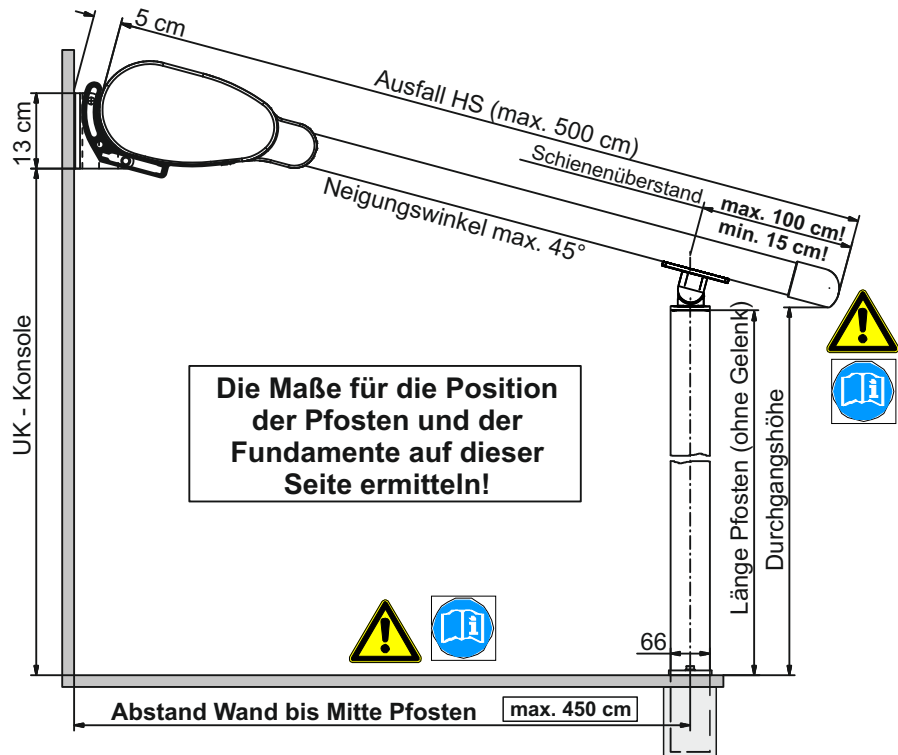 5 cm
Ausfall HS (max. 500 cm)
13 cm
Schienenüberstand
max. 100 cm!
min. 15 cm!
Neigungswinkel max. 45°
UK - Konsole
Die Maße für die Position
der Pfosten und der
Fundamente auf dieser
Seite ermitteln!
Länge Pfosten (ohne Gelenk)
Durchgangshöhe
66
Abstand Wand bis Mitte Pfosten
max. 450 cm